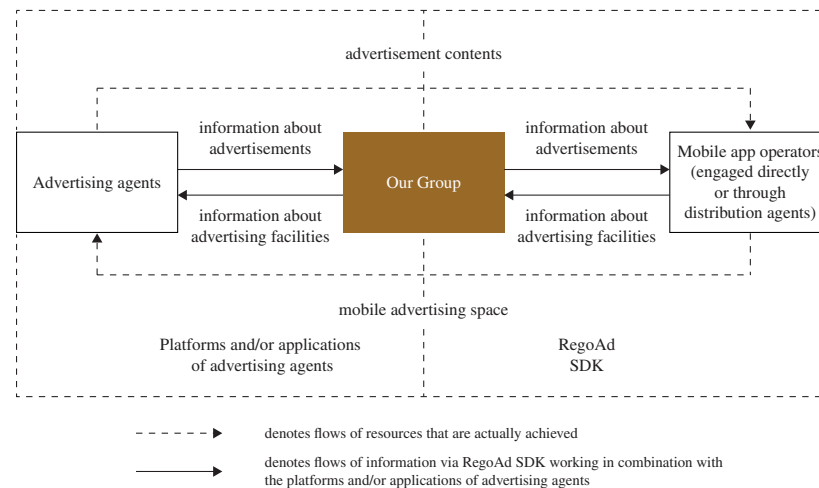 advertisement contents
information about
advertisements
information about
advertisements
Advertising agents
Our Group
Mobile app operators
(engaged directly
or through
distribution agents)
information about
advertising facilities
information about
advertising facilities
mobile advertising space
Platforms and/or applications
of advertising agents
RegoAd
SDK
denotes flows of resources that are actually achieved
denotes flows of information via RegoAd SDK working in combination with
the platforms and/or applications of advertising agents